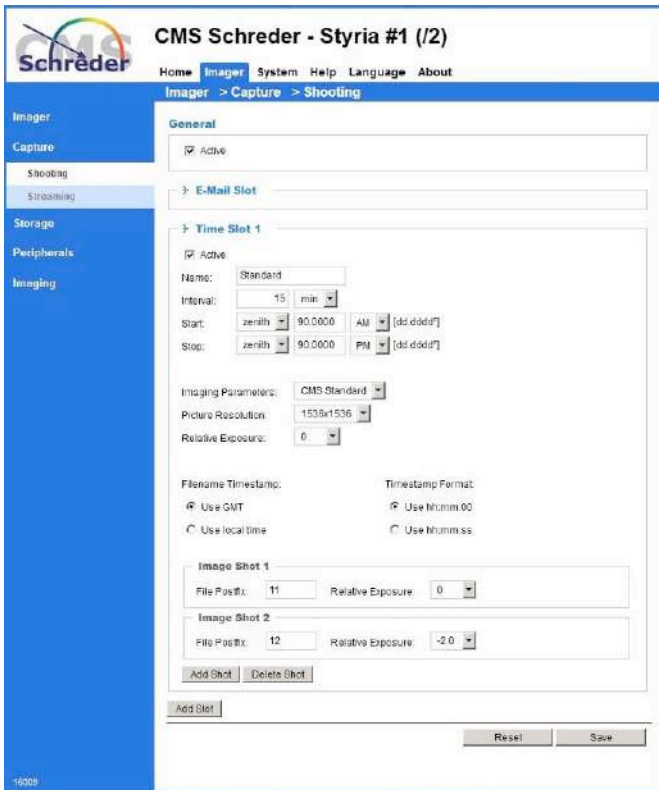 CMS
Schreder
CMS Schreder - Styria #1 (/2)
Home Imager System Help Language About
Imager > Capture > Shooting
Imager
Capture
Shooting
Streaming
Storage
Peripherals
Imaging
General
Active
E-Mail Slot
Time Slot 1
Active
Name: Standard
Interval: 15 min
Start: zenith 90.0000 AM [dd.dddd°]
Stop: zenith 90.0000 PM [dd.dddd°]
Imaging Parameters: CMS Standard
Picture Resolution: 1536x1536
Relative Exposure: 0
Filename Timestamp: Timestamp Format:
Use GMT Use hh:mm:00
Use local time Use hh:mm:ss
Image Shot 1
File Postfix: 11 Relative Exposure: 0
Image Shot 2
File Postfix: 12 Relative Exposure: -2.0
Add Shot Delete Shot
Add Slot
Reset Save
16009